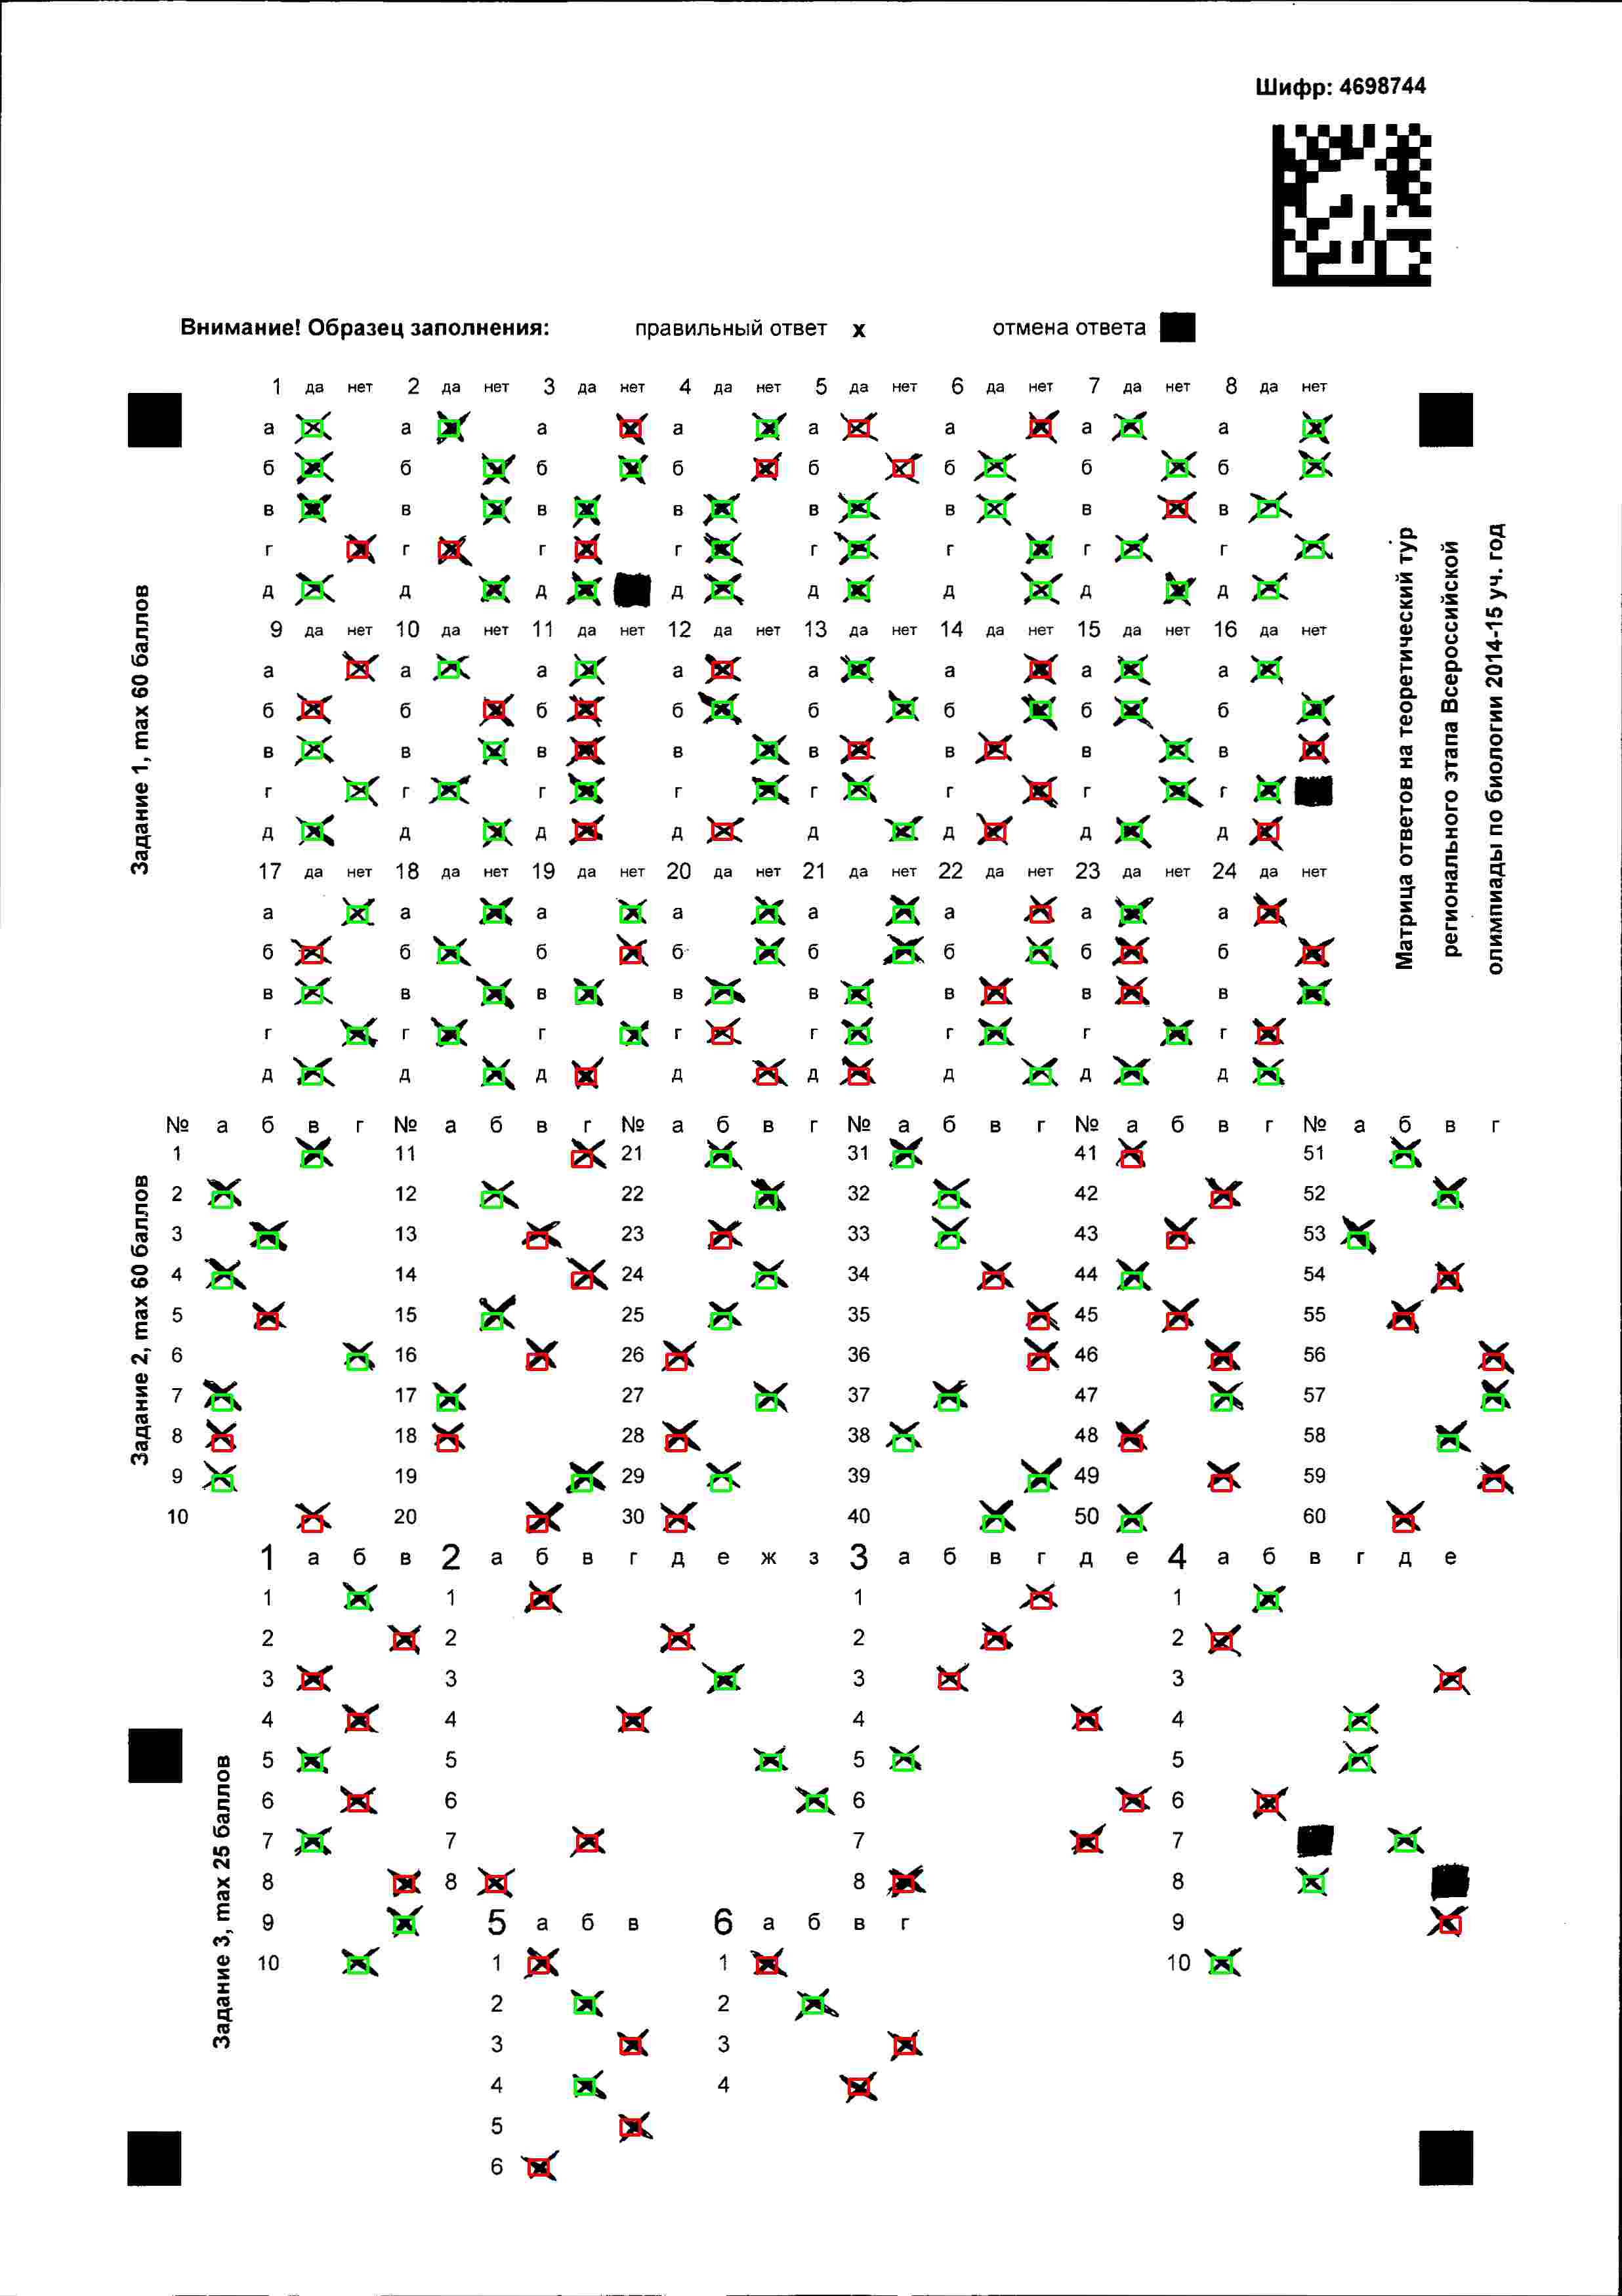 Шифр: 4698744
Внимание! Образец заполнения: правильный ответ x отмена ответа
Матрица ответов на теоретический тур
регионального этапа Всероссийской
олимпиады по биологии 2014-15 уч. год
Задание 1, max 60 баллов
1 да нет 2 да нет 3 да нет 4 да нет 5 да нет 6 да нет 7 да нет 8 да нет
а а а а а а а а
б б б б б б б б
в в в в в в в в
г г г г г г г г
д д д д д д д д
9 да нет 10 да нет 11 да нет 12 да нет 13 да нет 14 да нет 15 да нет 16 да нет
а а а а а а а а
б б б б б б б б
в в в в в в в в
г г г г г г г г
д д д д д д д д
17 да нет 18 да нет 19 да нет 20 да нет 21 да нет 22 да нет 23 да нет 24 да нет
а а а а а а а а
б б б б б б б б
в в в в в в в в
г г г г г г г г
д д д д д д д д
Задание 2, max 60 баллов
№ а б в г № а б в г № а б в г № а б в г № а б в г № а б в г
1 11 21 31 41 51
2 12 22 32 42 52
3 13 23 33 43 53
4 14 24 34 44 54
5 15 25 35 45 55
6 16 26 36 46 56
7 17 27 37 47 57
8 18 28 38 48 58
9 19 29 39 49 59
10 20 30 40 50 60
Задание 3, max 25 баллов
1 а б в 2 а б в г д е ж з 3 а б в г д е 4 а б в г д е
1 1 1 1
2 2 2 2
3 3 3 3
4 4 4 4
5 5 5 5
6 6 6 6
7 7 7 7
8 8 8 8
9 5 а б в 6 а б в г 9
10 1 1 10
2 2
3 3
4 4
5
6